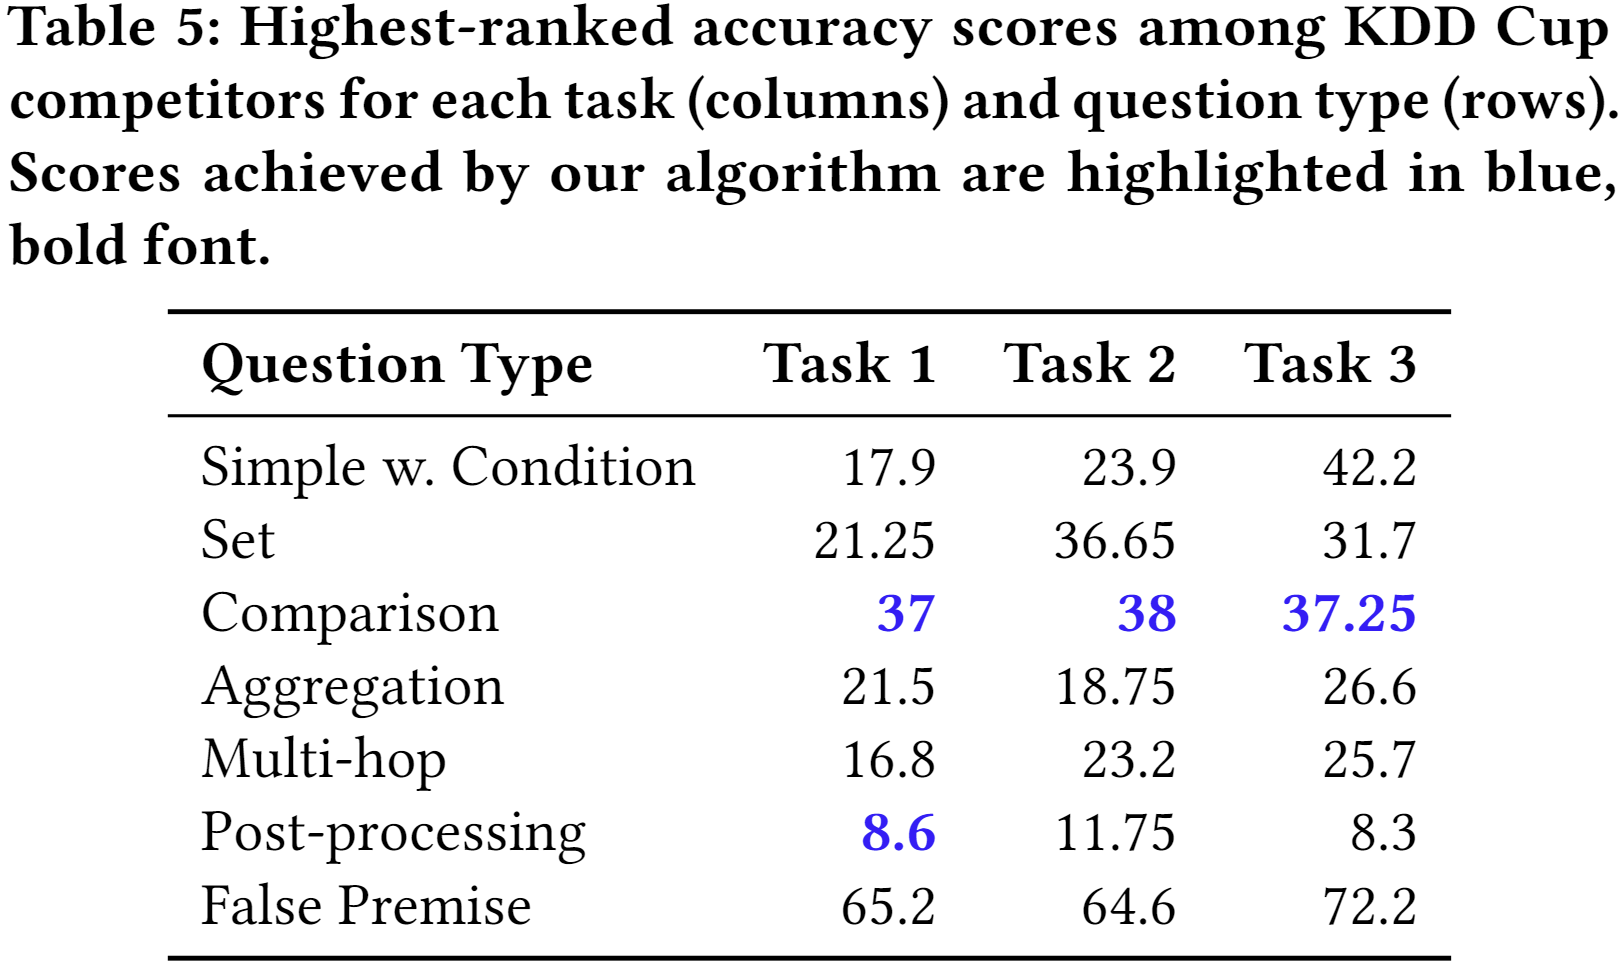 Table 5: Highest-ranked accuracy scores among KDD Cup
competitors for each task (columns) and question type (rows).
Scores achieved by our algorithm are highlighted in blue,
bold font.
Question Type Task 1 Task 2 Task 3
Simple w. Condition 17.9 23.9 42.2
Set 21.25 36.65 31.7
Comparison 37 38 37.25
Aggregation 21.5 18.75 26.6
Multi-hop 16.8 23.2 25.7
Post-processing 8.6 11.75 8.3
False Premise 65.2 64.6 72.2